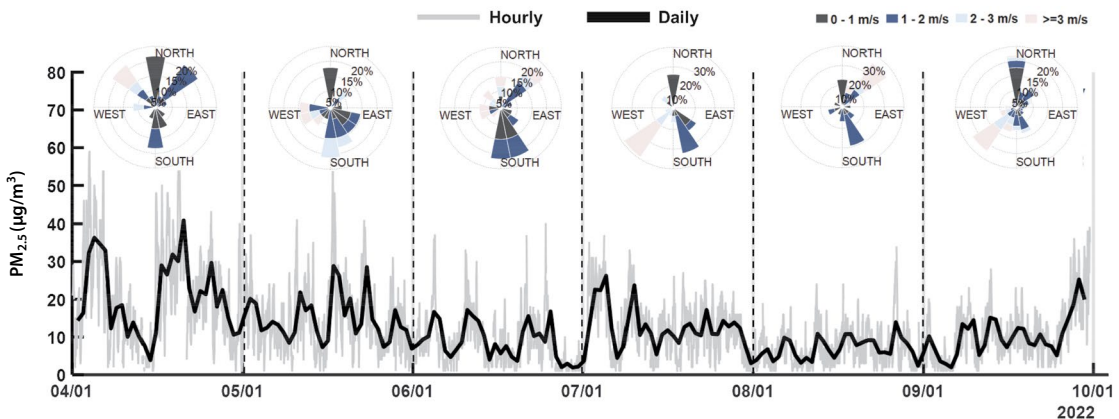 Hourly
Daily
0 - 1 m/s
1 - 2 m/s
2 - 3 m/s
>=3 m/s
PM2.5 (μg/m³)
80
70
60
50
40
30
20
10
0
NORTH
20%
15%
10%
5%
WEST
EAST
SOUTH
NORTH
20%
15%
10%
5%
WEST
EAST
SOUTH
NORTH
20%
15%
10%
5%
WEST
EAST
SOUTH
NORTH
30%
20%
10%
WEST
EAST
SOUTH
NORTH
30%
20%
10%
WEST
EAST
SOUTH
NORTH
20%
15%
10%
5%
WEST
EAST
SOUTH
04/01
05/01
06/01
07/01
08/01
09/01
10/01
2022